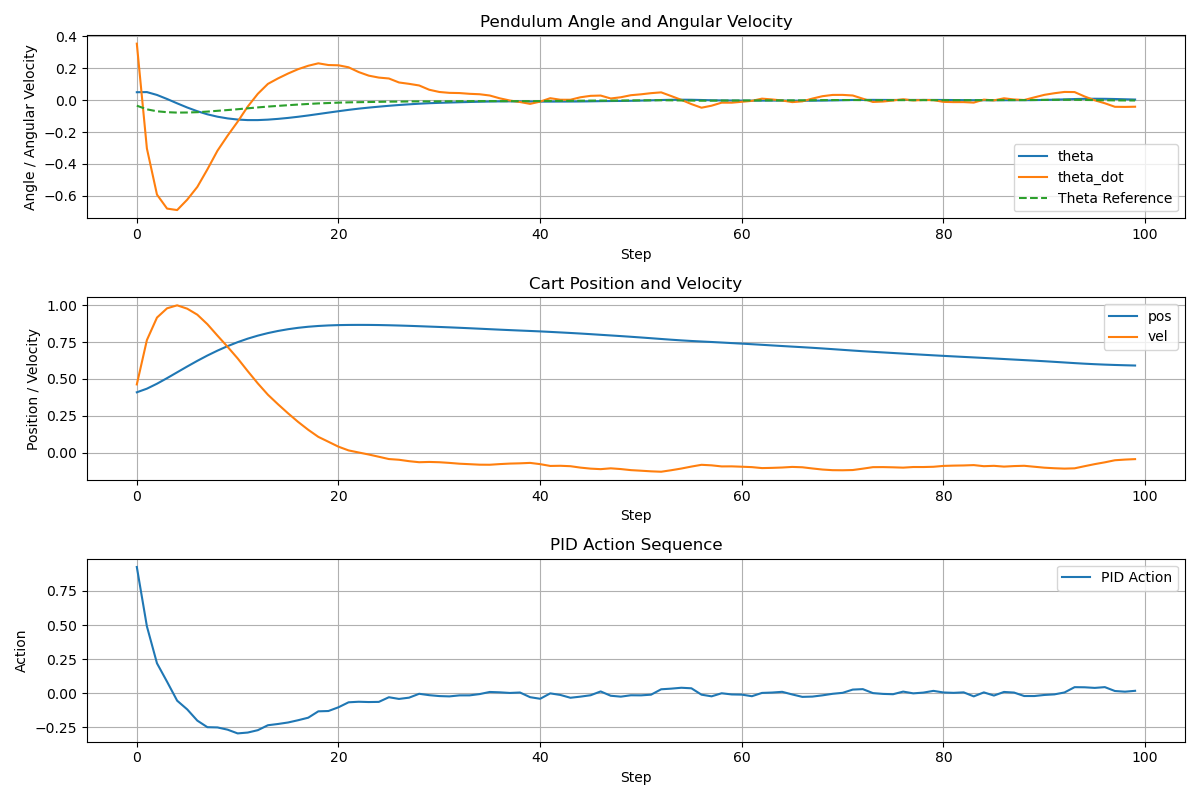 Pendulum Angle and Angular Velocity
Angle / Angular Velocity
0.4
0.2
0.0
−0.2
−0.4
−0.6
theta
theta_dot
Theta Reference
0 20 40 60 80 100
Step
Cart Position and Velocity
Position / Velocity
1.00
0.75
0.50
0.25
0.00
pos
vel
0 20 40 60 80 100
Step
PID Action Sequence
Action
0.75
0.50
0.25
0.00
−0.25
PID Action
0 20 40 60 80 100
Step